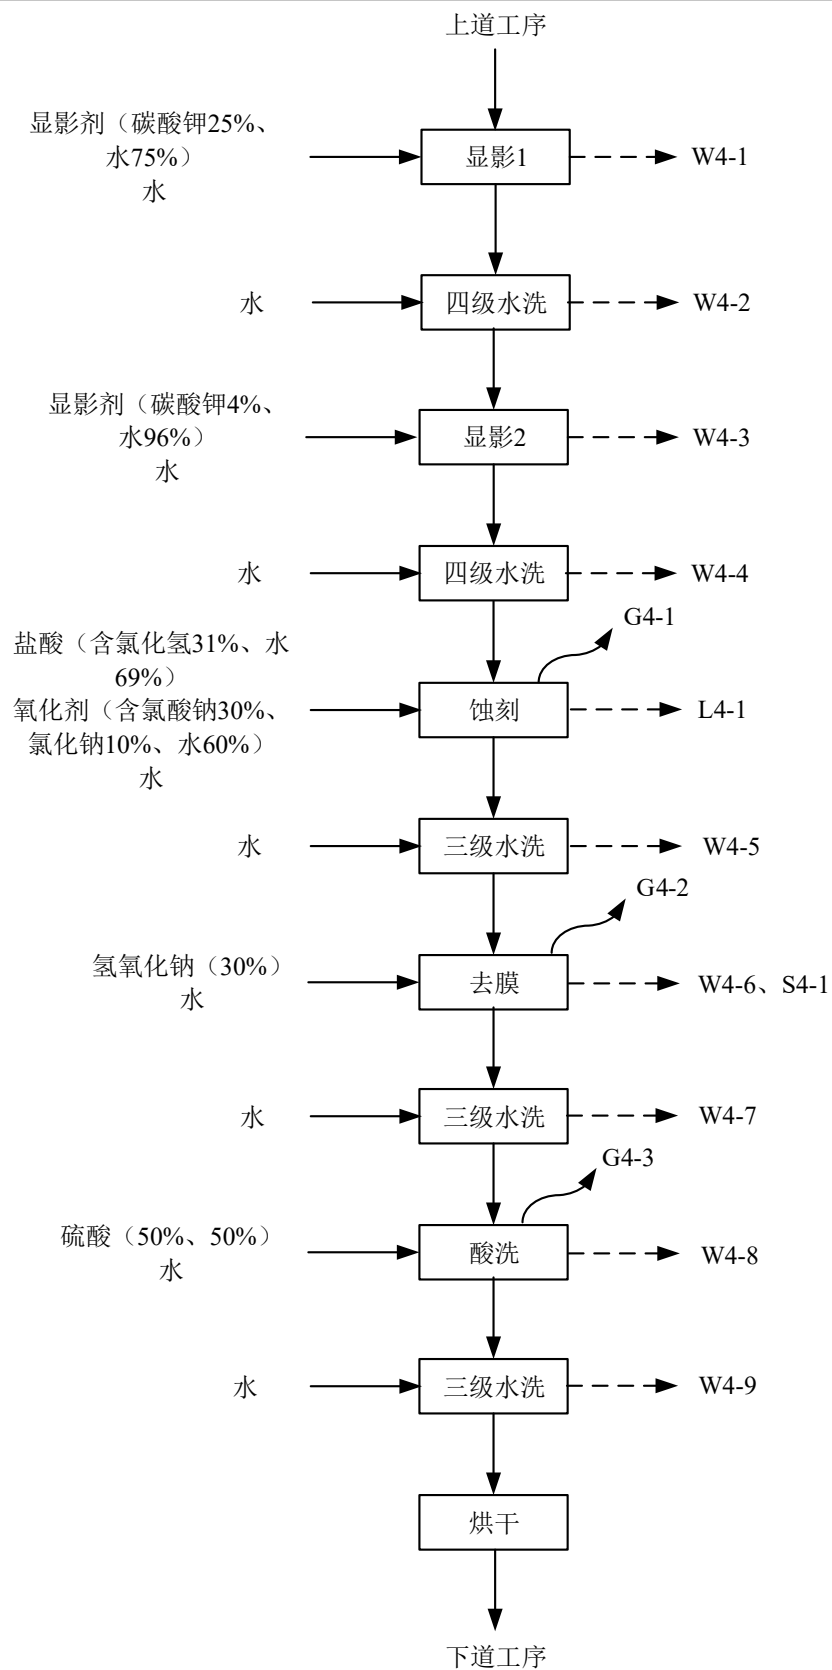 上道工序
显影剂（碳酸钾25%、
水75%）
水
显影1
W4-1
水
四级水洗
W4-2
显影剂（碳酸钾4%、
水96%）
水
显影2
W4-3
水
四级水洗
W4-4
G4-1
盐酸（含氯化氢31%、水
69%）
氧化剂（含氯酸钠30%、
氯化钠10%、水60%）
水
蚀刻
L4-1
水
三级水洗
W4-5
G4-2
氢氧化钠（30%）
水
去膜
W4-6、S4-1
水
三级水洗
W4-7
G4-3
硫酸（50%、50%）
水
酸洗
W4-8
水
三级水洗
W4-9
烘干
下道工序